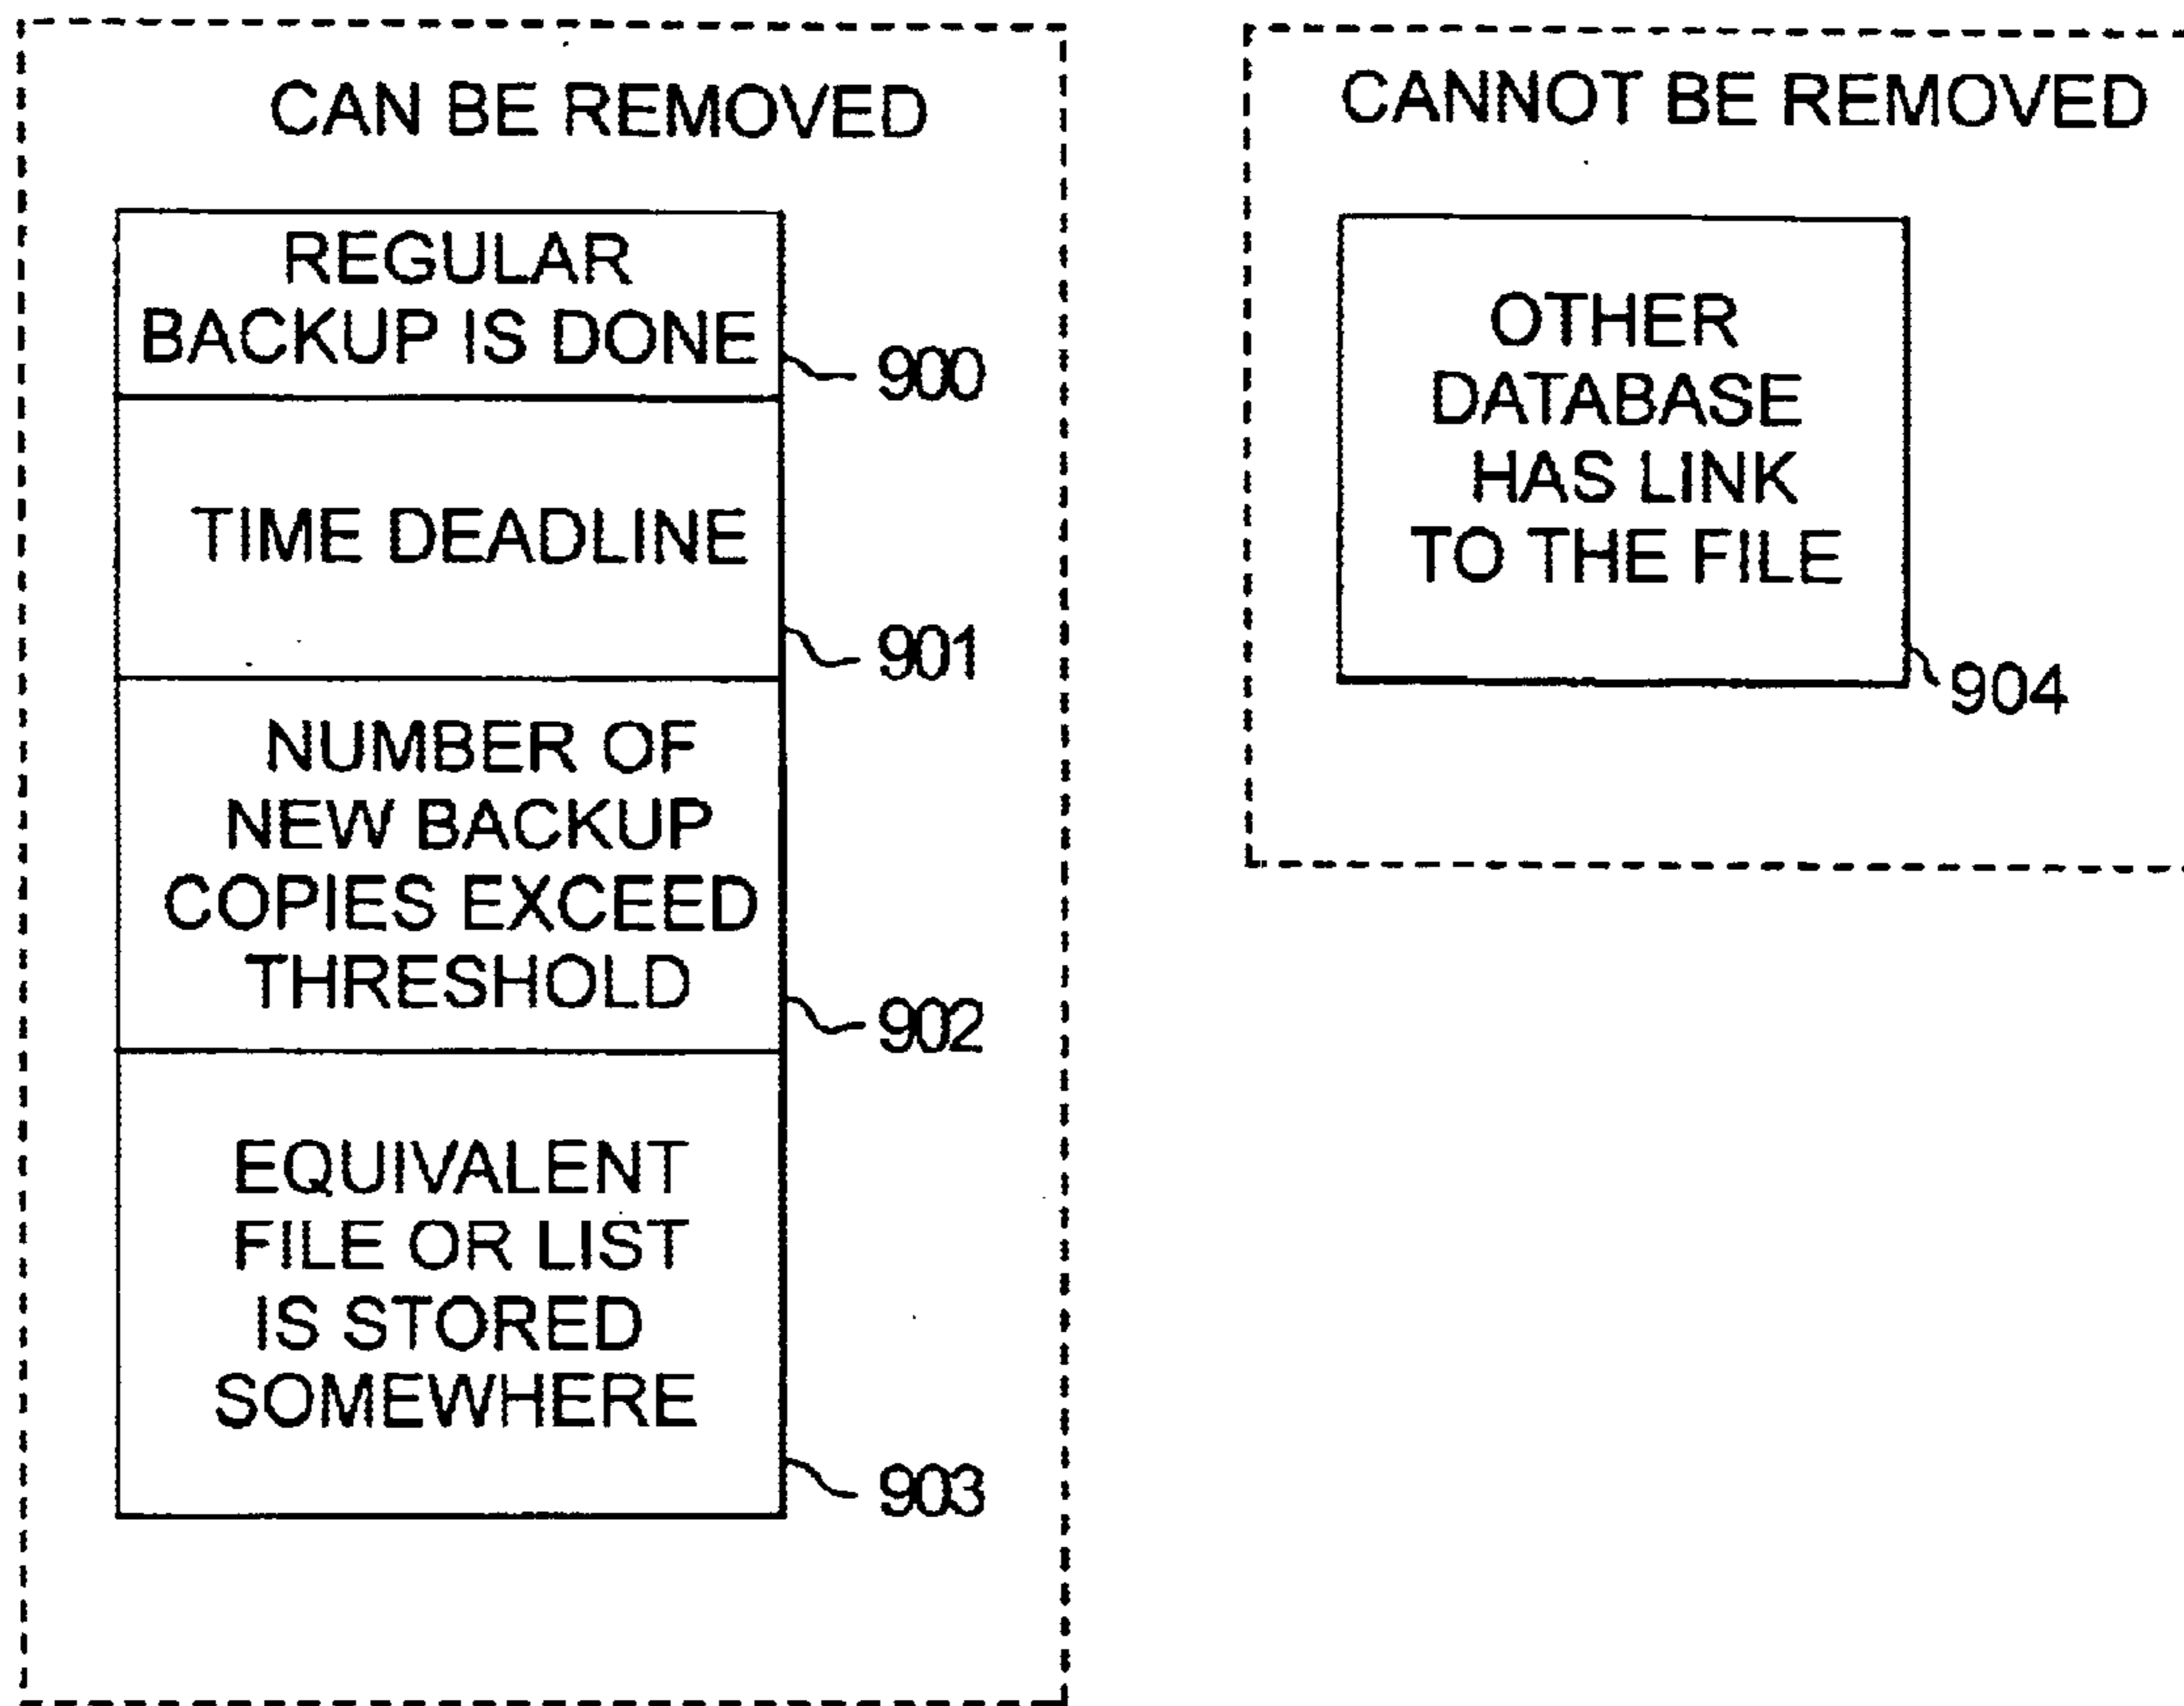 CAN BE REMOVED
REGULAR
BACKUP IS DONE
900
TIME DEADLINE
901
NUMBER OF
NEW BACKUP
COPIES EXCEED
THRESHOLD
902
EQUIVALENT
FILE OR LIST
IS STORED
SOMEWHERE
903
CANNOT BE REMOVED
OTHER
DATABASE
HAS LINK
TO THE FILE
904